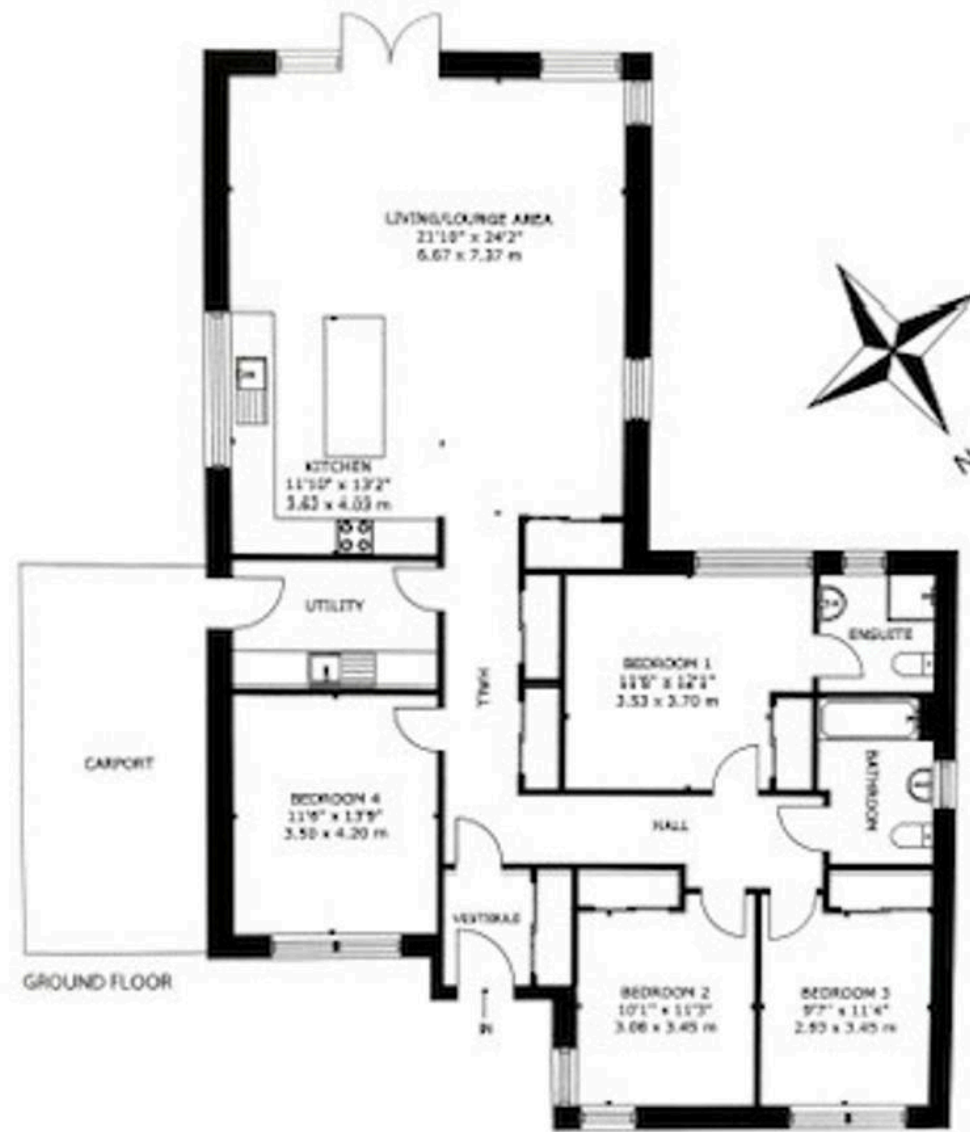 LIVING/LOUNGE AREA
21'10" x 24'2"
6.67 x 7.37 m
N
KITCHEN
11'10" x 13'2"
3.62 x 4.03 m
UTILITY
ENSUITE
BEDROOM 1
11'6" x 12'1"
3.53 x 3.70 m
HALL
CARPORT
BATHROOM
BEDROOM 4
11'6" x 13'9"
3.50 x 4.20 m
HALL
VESTIBULE
GROUND FLOOR
BEDROOM 2
10'1" x 11'3"
3.08 x 3.45 m
BEDROOM 3
9'7" x 11'4"
2.93 x 3.45 m
IN